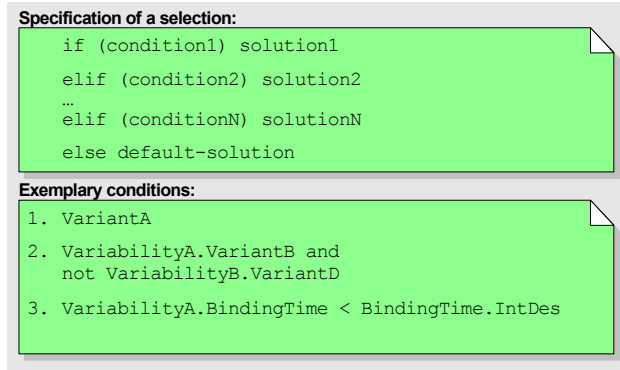 Specification of a selection:
if (condition1) solution1
elif (condition2) solution2
…
elif (conditionN) solutionN
else default-solution
Exemplary conditions:
1. VariantA
2. VariabilityA.VariantB and
not VariabilityB.VariantD
3. VariabilityA.BindingTime < BindingTime.IntDes